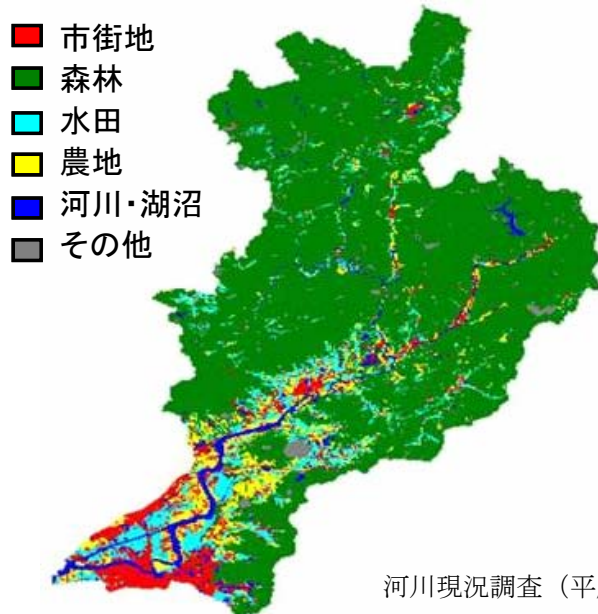 市街地
森林
水田
農地
河川・湖沼
その他
河川現況調査（平